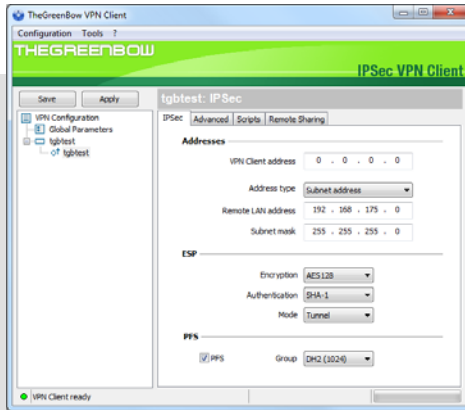 TheGreenBow VPN Client
Configuration Tools ?
THEGREENBOW
IPSec VPN Client
Save Apply
tgbtest: IPSec
VPN Configuration
Global Parameters
tgbtest
tgbtest
IPSec Advanced Scripts Remote Sharing
Addresses
VPN Client address 0 . 0 . 0 . 0
Address type Subnet address
Remote LAN address 192 . 168 . 175 . 0
Subnet mask 255 . 255 . 255 . 0
ESP
Encryption AES128
Authentication SHA-1
Mode Tunnel
PFS
PFS Group DH2 (1024)
VPN Client ready